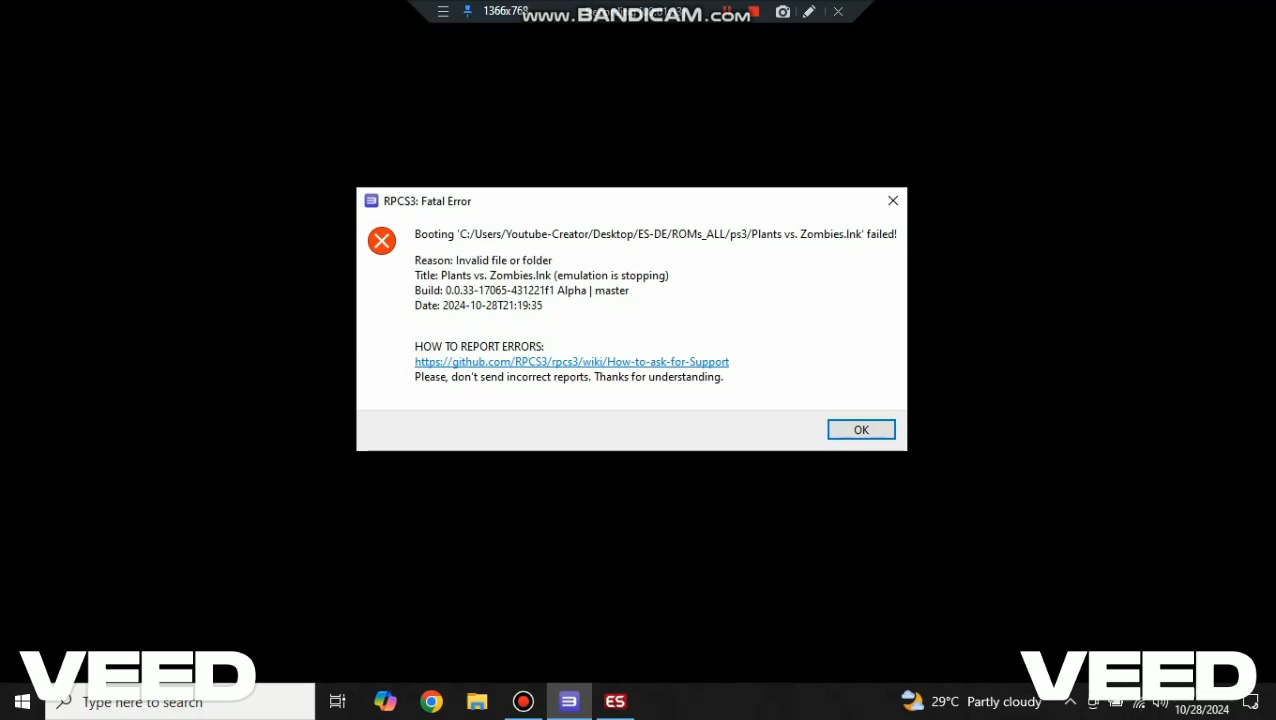 1366x768
www.BANDICAM.com
RPCS3: Fatal Error
Booting 'C:/Users/Youtube-Creator/Desktop/ES-DE/ROMs_ALL/ps3/Plants vs. Zombies.lnk' failed!
Reason: Invalid file or folder
Title: Plants vs. Zombies.lnk (emulation is stopping)
Build: 0.0.33-17065-431221f1 Alpha | master
Date: 2024-10-28T21:19:35
HOW TO REPORT ERRORS:
https://github.com/RPCS3/rpcs3/wiki/How-to-ask-for-Support
Please, don't send incorrect reports. Thanks for understanding.
OK
VEED
VEED
Type here to search
ES
29°C Partly cloudy
10/28/2024